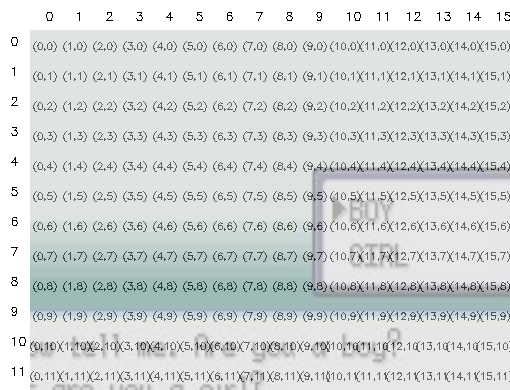 0 1 2 3 4 5 6 7 8 9 10 11 12 13 14 15
0 (0,0) (1,0) (2,0) (3,0) (4,0) (5,0) (6,0) (7,0) (8,0) (9,0) (10,0) (11,0) (12,0) (13,0) (14,0) (15,0)
1 (0,1) (1,1) (2,1) (3,1) (4,1) (5,1) (6,1) (7,1) (8,1) (9,1) (10,1) (11,1) (12,1) (13,1) (14,1) (15,1)
2 (0,2) (1,2) (2,2) (3,2) (4,2) (5,2) (6,2) (7,2) (8,2) (9,2) (10,2) (11,2) (12,2) (13,2) (14,2) (15,2)
3 (0,3) (1,3) (2,3) (3,3) (4,3) (5,3) (6,3) (7,3) (8,3) (9,3) (10,3) (11,3) (12,3) (13,3) (14,3) (15,3)
4 (0,4) (1,4) (2,4) (3,4) (4,4) (5,4) (6,4) (7,4) (8,4) (9,4) (10,4) (11,4) (12,4) (13,4) (14,4) (15,4)
5 (0,5) (1,5) (2,5) (3,5) (4,5) (5,5) (6,5) (7,5) (8,5) (9,5) (10,5) (11,5) (12,5) (13,5) (14,5) (15,5)
BOY
6 (0,6) (1,6) (2,6) (3,6) (4,6) (5,6) (6,6) (7,6) (8,6) (9,6) (10,6) (11,6) (12,6) (13,6) (14,6) (15,6)
7 (0,7) (1,7) (2,7) (3,7) (4,7) (5,7) (6,7) (7,7) (8,7) (9,7) (10,7) (11,7) (12,7) (13,7) (14,7) (15,7)
GIRL
8 (0,8) (1,8) (2,8) (3,8) (4,8) (5,8) (6,8) (7,8) (8,8) (9,8) (10,8) (11,8) (12,8) (13,8) (14,8) (15,8)
9 (0,9) (1,9) (2,9) (3,9) (4,9) (5,9) (6,9) (7,9) (8,9) (9,9) (10,9) (11,9) (12,9) (13,9) (14,9) (15,9)
10 (0,10) (1,10) (2,10) (3,10) (4,10) (5,10) (6,10) (7,10) (8,10) (9,10) (10,10) (11,10) (12,10) (13,10) (14,10) (15,10)
ow tell me. Are you a boy?
11 (0,11) (1,11) (2,11) (3,11) (4,11) (5,11) (6,11) (7,11) (8,11) (9,11) (10,11) (11,11) (12,11) (13,11) (14,11) (15,11)
are you a girl?